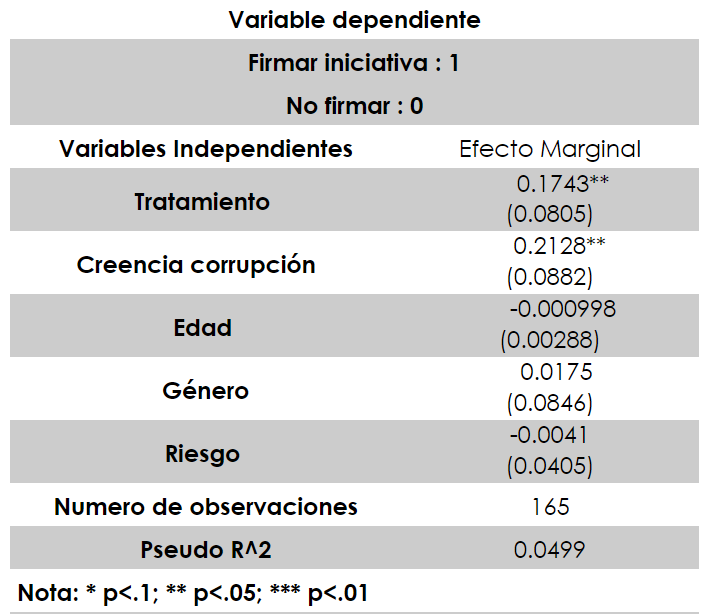 Variable dependiente
Firmar iniciativa : 1
No firmar : 0
Variables Independientes Efecto Marginal
Tratamiento 0.1743**
(0.0805)
Creencia corrupción 0.2128**
(0.0882)
Edad -0.000998
(0.00288)
Género 0.0175
(0.0846)
Riesgo -0.0041
(0.0405)
Numero de observaciones 165
Pseudo R^2 0.0499
Nota: * p<.1; ** p<.05; *** p<.01